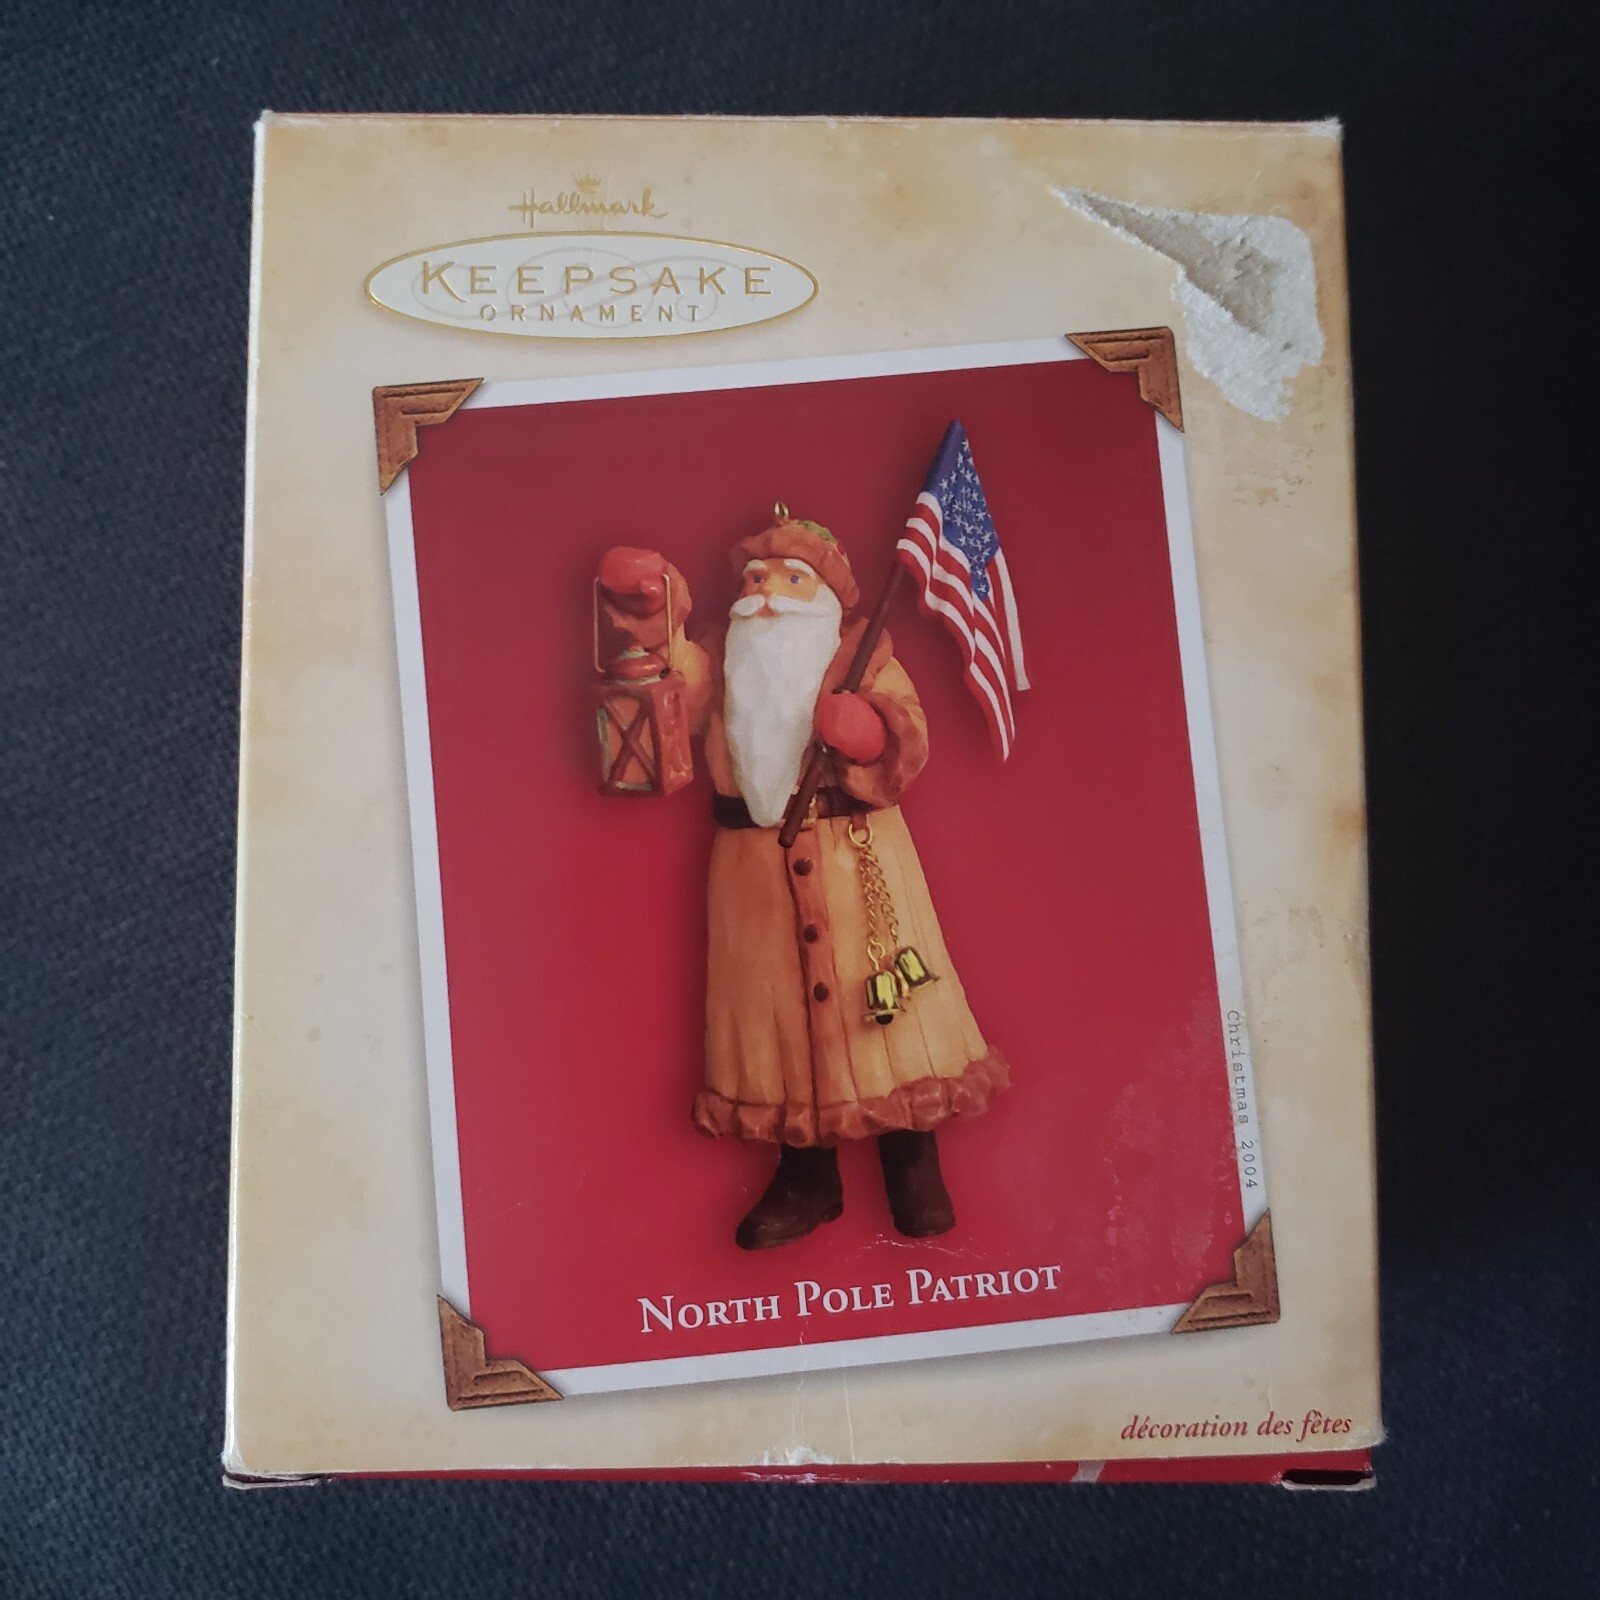 Hallmark
KEEPSAKE
ORNAMENT
Christmas 2004
NORTH POLE PATRIOT
décoration des fêtes